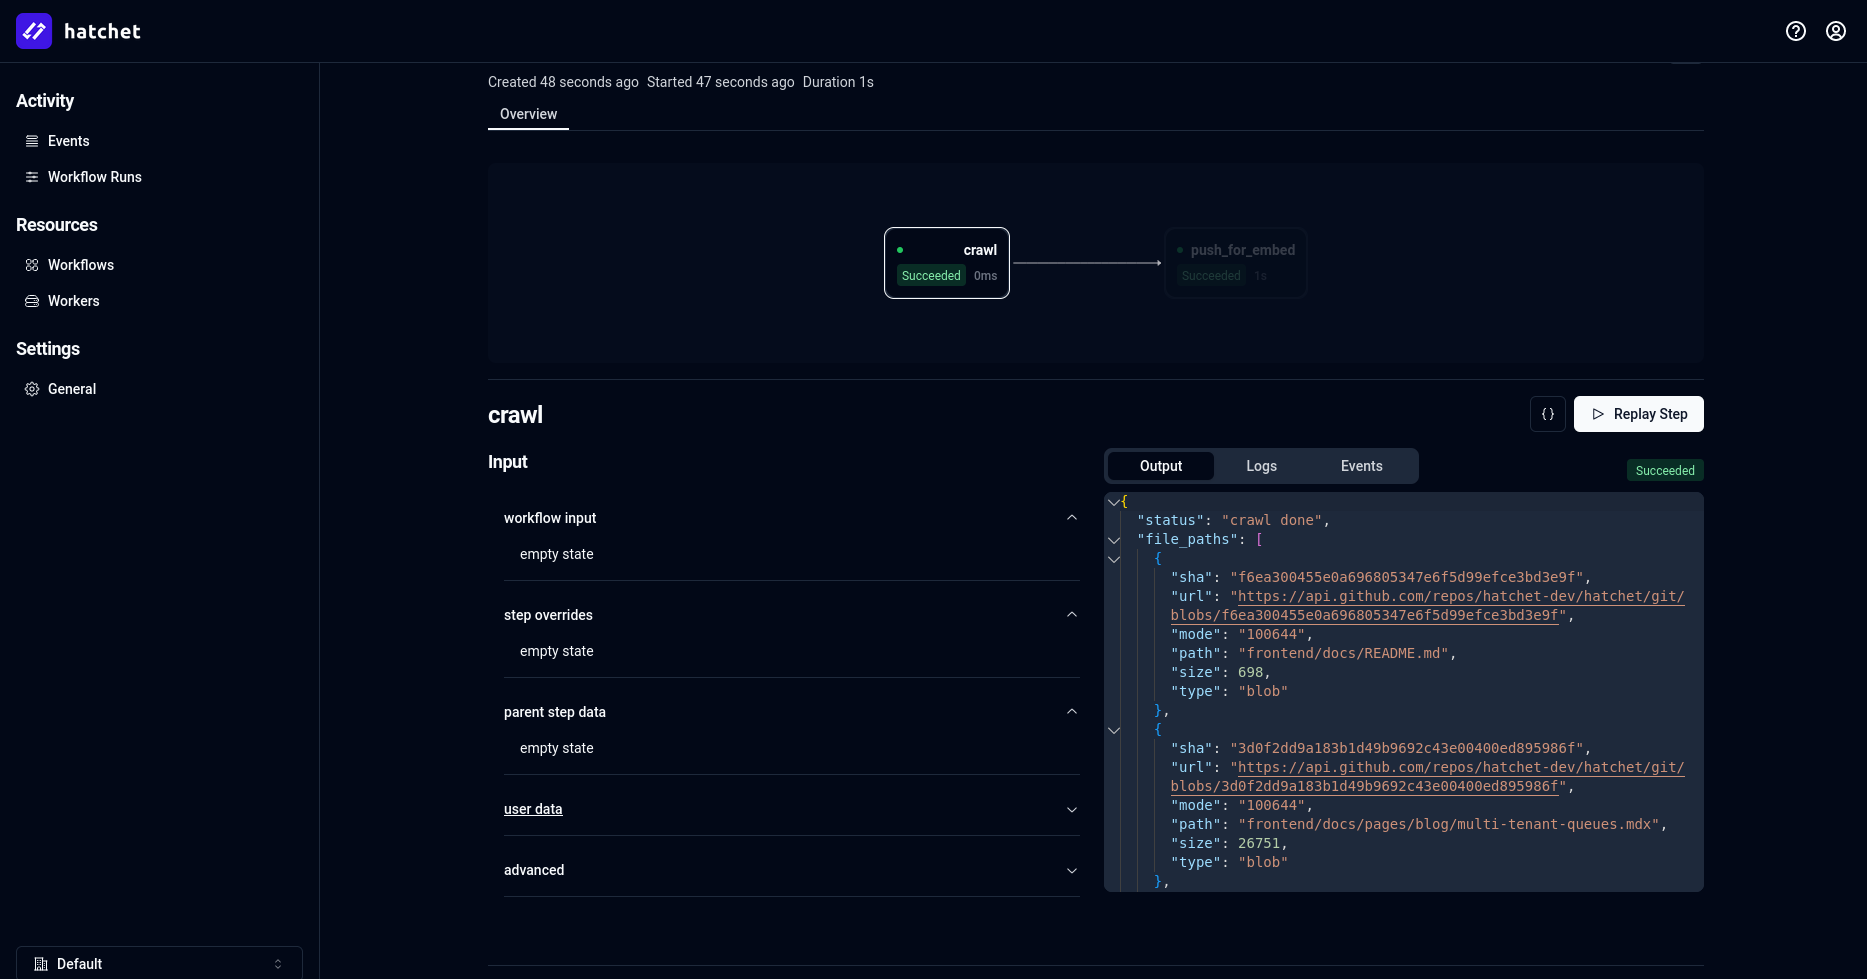 hatchet
Activity
Events
Workflow Runs
Resources
Workflows
Workers
Settings
General
Default
Created 48 seconds ago Started 47 seconds ago Duration 1s
Overview
crawl
Succeeded 0ms
push_for_embed
Succeeded 1s
crawl
{} Replay Step
Input
workflow input
empty state
step overrides
empty state
parent step data
empty state
user data
advanced
Output Logs Events
Succeeded
{
"status": "crawl done",
"file_paths": [
{
"sha": "f6ea300455e0a696805347e6f5d99efce3bd3e9f",
"url": "https://api.github.com/repos/hatchet-dev/hatchet/git/
blobs/f6ea300455e0a696805347e6f5d99efce3bd3e9f",
"mode": "100644",
"path": "frontend/docs/README.md",
"size": 698,
"type": "blob"
},
{
"sha": "3d0f2dd9a183b1d49b9692c43e00400ed895986f",
"url": "https://api.github.com/repos/hatchet-dev/hatchet/git/
blobs/3d0f2dd9a183b1d49b9692c43e00400ed895986f",
"mode": "100644",
"path": "frontend/docs/pages/blog/multi-tenant-queues.mdx",
"size": 26751,
"type": "blob"
},